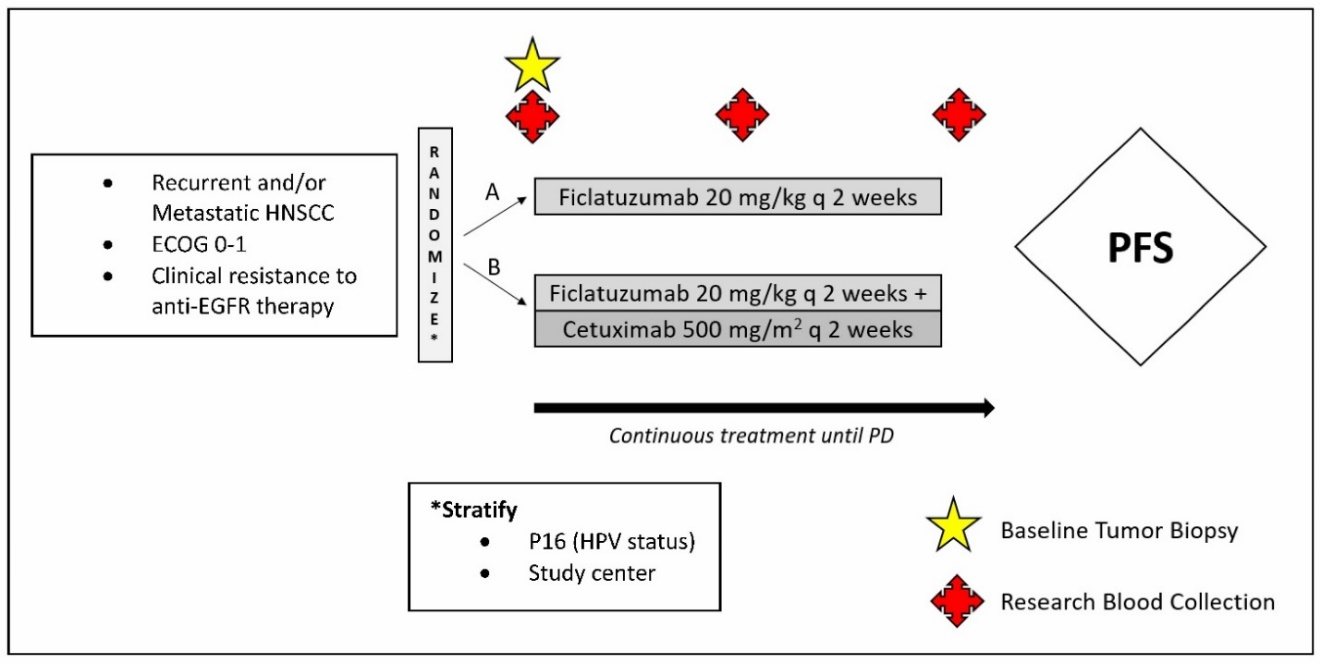 • Recurrent and/or
Metastatic HNSCC
• ECOG 0-1
• Clinical resistance to
anti-EGFR therapy
RANDOMIZE*
A
B
Ficlatuzumab 20 mg/kg q 2 weeks
Ficlatuzumab 20 mg/kg q 2 weeks +
Cetuximab 500 mg/m² q 2 weeks
Continuous treatment until PD
PFS
*Stratify
• P16 (HPV status)
• Study center
Baseline Tumor Biopsy
Research Blood Collection